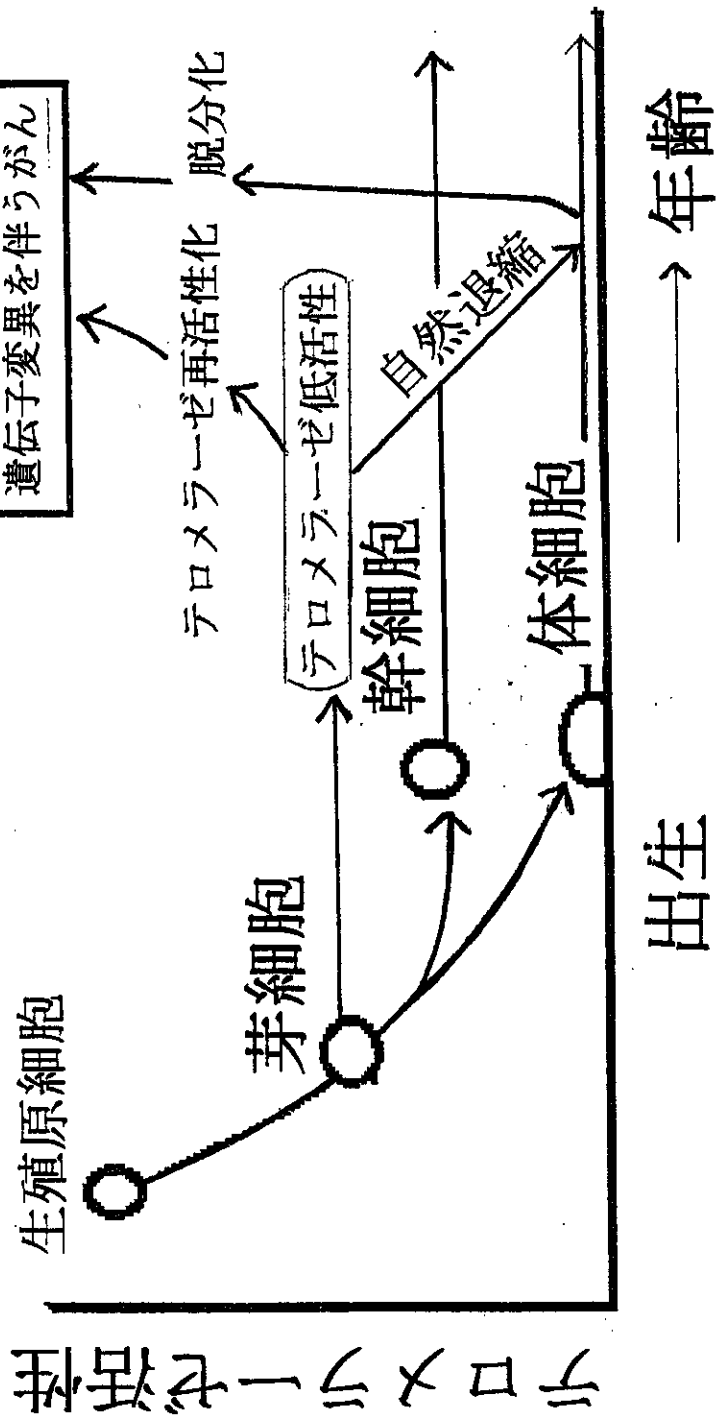 遺伝子変異を伴うがん
テロメラーゼ再活性化
脱分化
生殖原細胞
芽細胞
テロメラーゼ低活性
幹細胞
自然退縮
体細胞
出生
年齢
テロメラーゼ活性